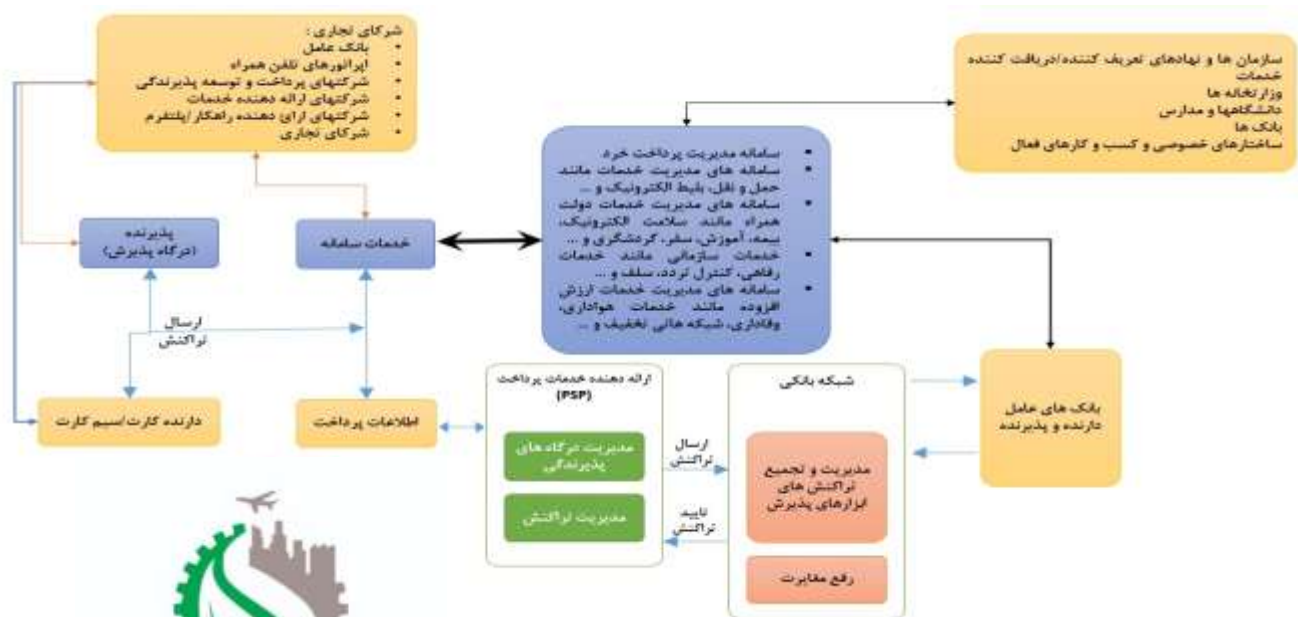 شرکای تجاری :
• بانک عامل
• اپراتورهای تلفن همراه
• شرکتهای پرداخت و توسعه پذیرندگی
• شرکتهای ارائه دهنده خدمات
• شرکتهای ارائ دهنده راهکار/پلتفرم
• شرکای تجاری
سازمان ها و نهادهای تعریف کننده/دریافت کننده
خدمات
وزارتخانه ها
دانشگاهها و مدارس
بانک ها
ساختارهای خصوصی و کسب و کارهای فعال
• سامانه مدیریت پرداخت خرد
• سامانه های مدیریت خدمات مانند
حمل و نقل، بلیط الکترونیک و ...
• سامانه های مدیریت خدمات دولت
همراه مانند سلامت الکترونیک،
بیمه، آموزش، سفر، گردشگری و ...
• خدمات سازمانی مانند خدمات
رفاهی، کنترل تردد، سلف و ...
• سامانه های مدیریت خدمات ارزش
افزوده مانند خدمات هواداری،
وفاداری، شبکه هائی تخفیف و ...
خدمات سامانه
پذیرنده
(درگاه پذیرش)
ارسال
تراکنش
دارنده کارت/سیم کارت
اطلاعات پرداخت
ارائه دهنده خدمات پرداخت
(PSP)
مدیریت درگاه های
پذیرندگی
مدیریت تراکنش
ارسال
تراکنش
تایید
تراکنش
شبکه بانکی
مدیریت و تجمیع
تراکنش های
ابزارهای پذیرش
رفع مغایرت
بانک های عامل
دارنده و پذیرنده